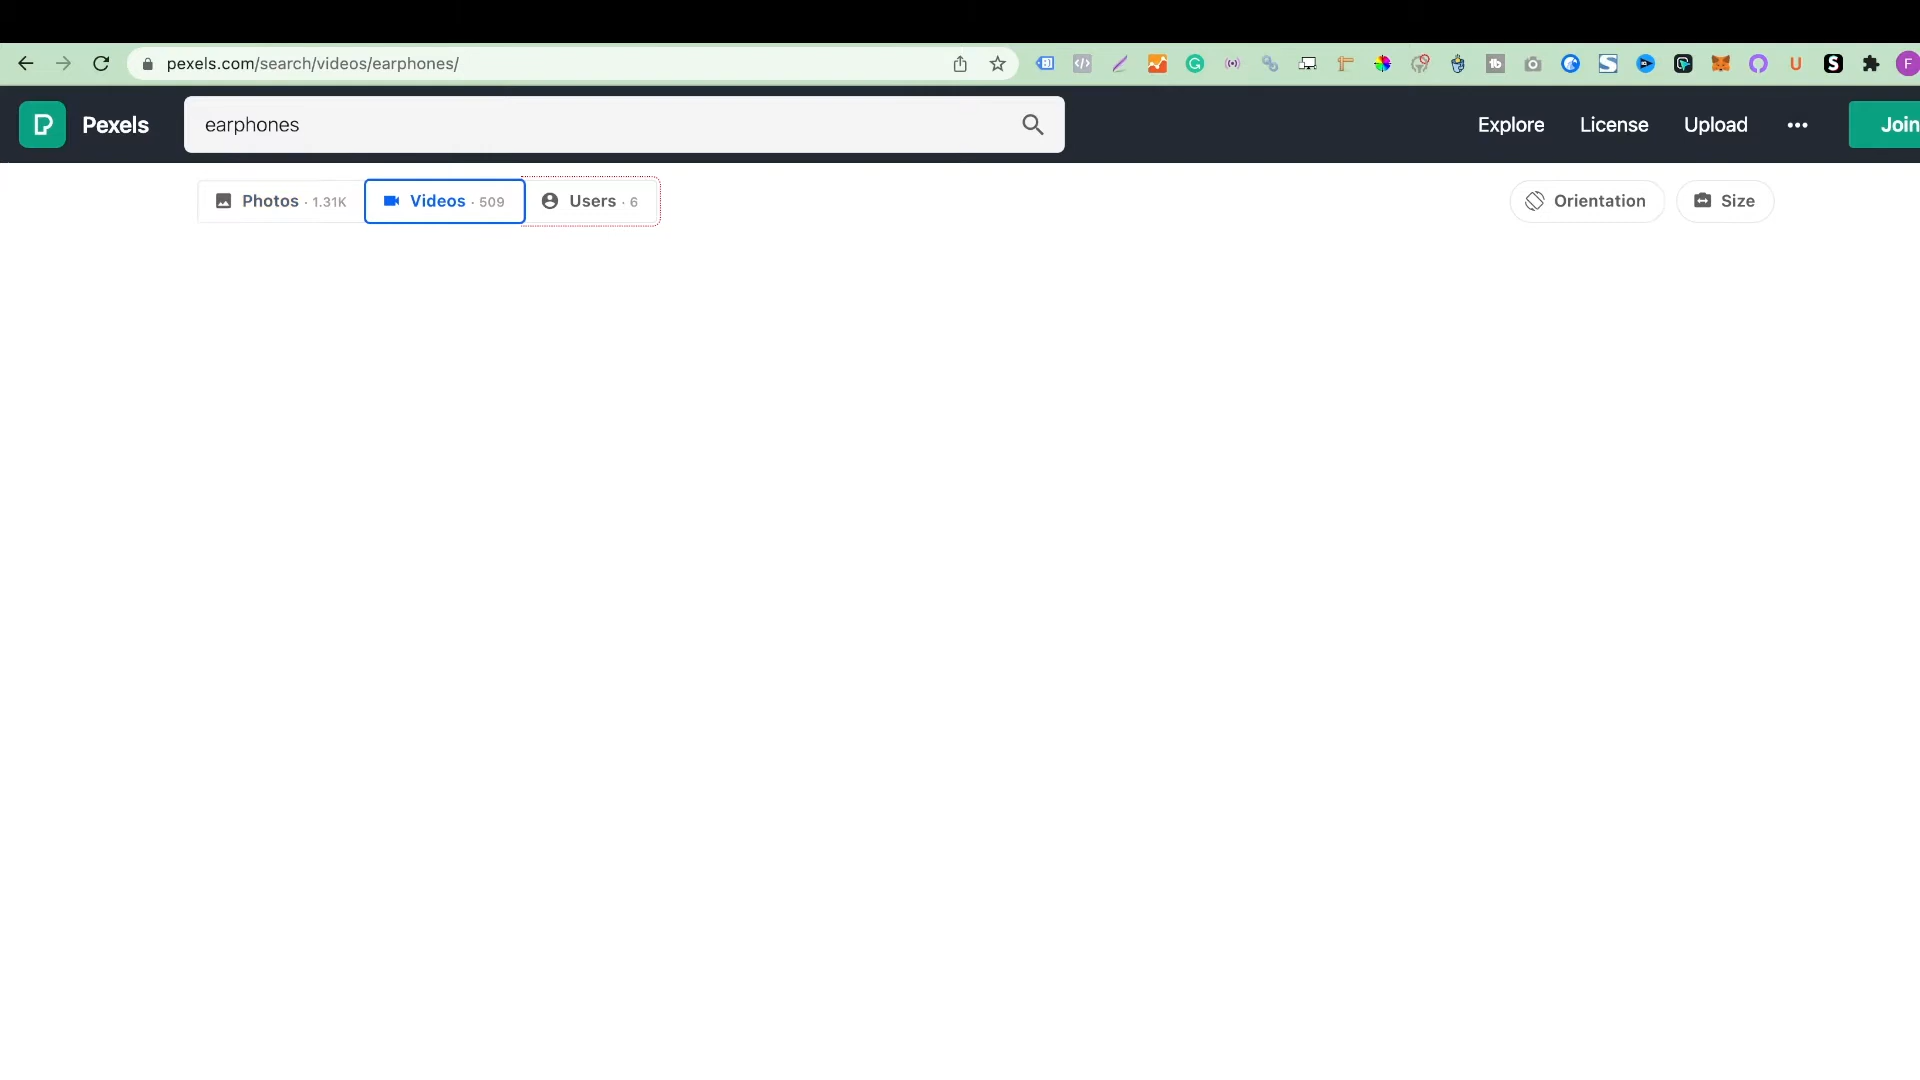 pexels.com/search/videos/earphones/
Pexels
earphones
Explore
License
Upload
Join
Photos · 1.31K
Videos · 509
Users · 6
Orientation
Size